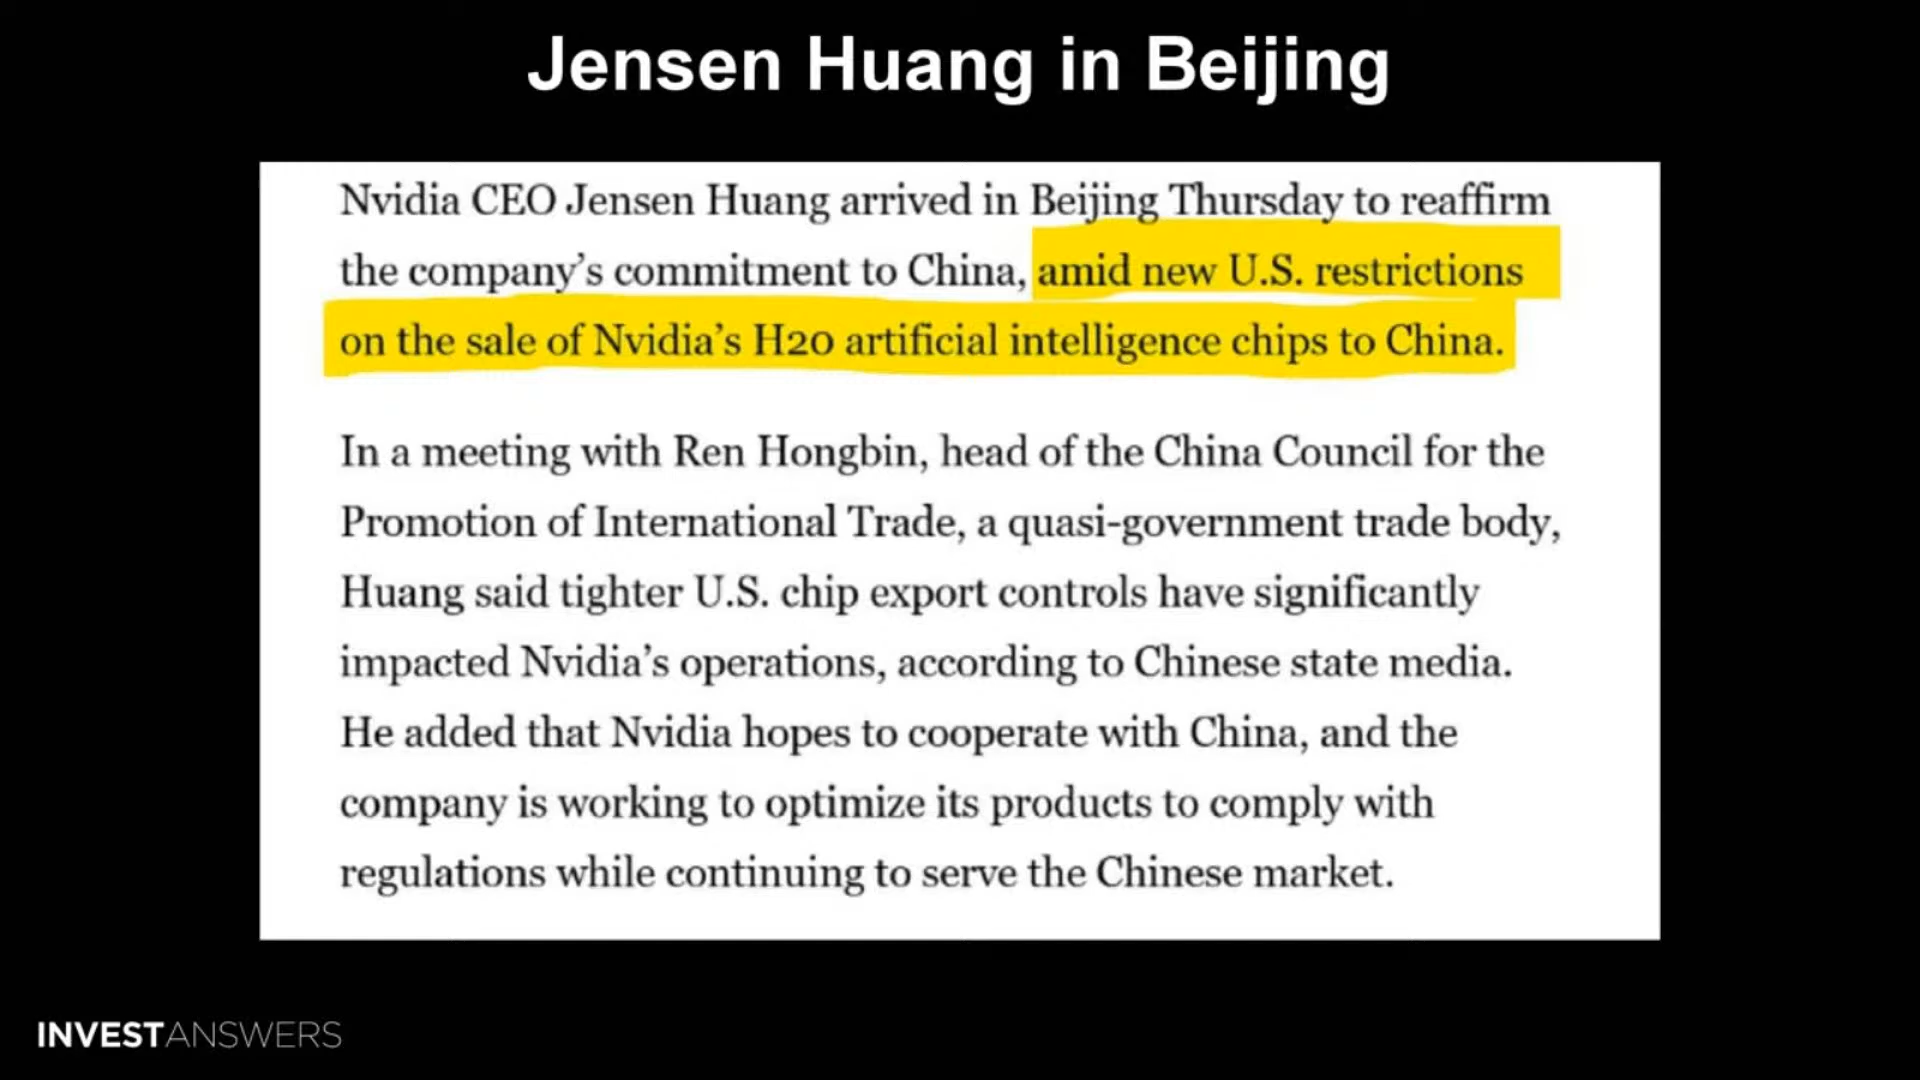 Jensen Huang in Beijing
Nvidia CEO Jensen Huang arrived in Beijing Thursday to reaffirm
the company’s commitment to China, amid new U.S. restrictions
on the sale of Nvidia’s H20 artificial intelligence chips to China.
In a meeting with Ren Hongbin, head of the China Council for the
Promotion of International Trade, a quasi-government trade body,
Huang said tighter U.S. chip export controls have significantly
impacted Nvidia’s operations, according to Chinese state media.
He added that Nvidia hopes to cooperate with China, and the
company is working to optimize its products to comply with
regulations while continuing to serve the Chinese market.
INVESTANSWERS